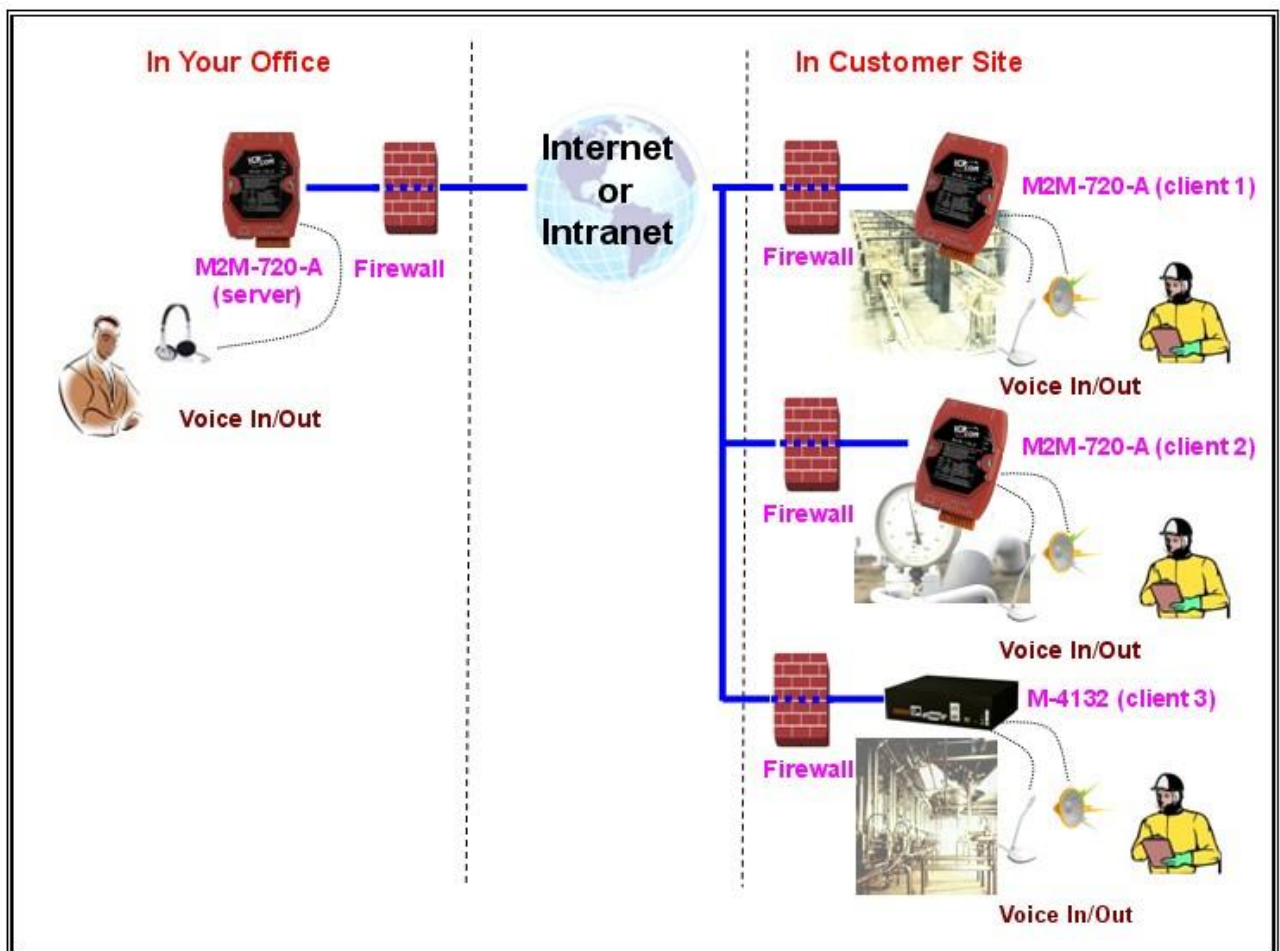 In Your Office
In Customer Site
Internet
or
Intranet
M2M-720-A
(server)
Firewall
Voice In/Out
Firewall
M2M-720-A (client 1)
Voice In/Out
Firewall
M2M-720-A (client 2)
Voice In/Out
Firewall
M-4132 (client 3)
Voice In/Out